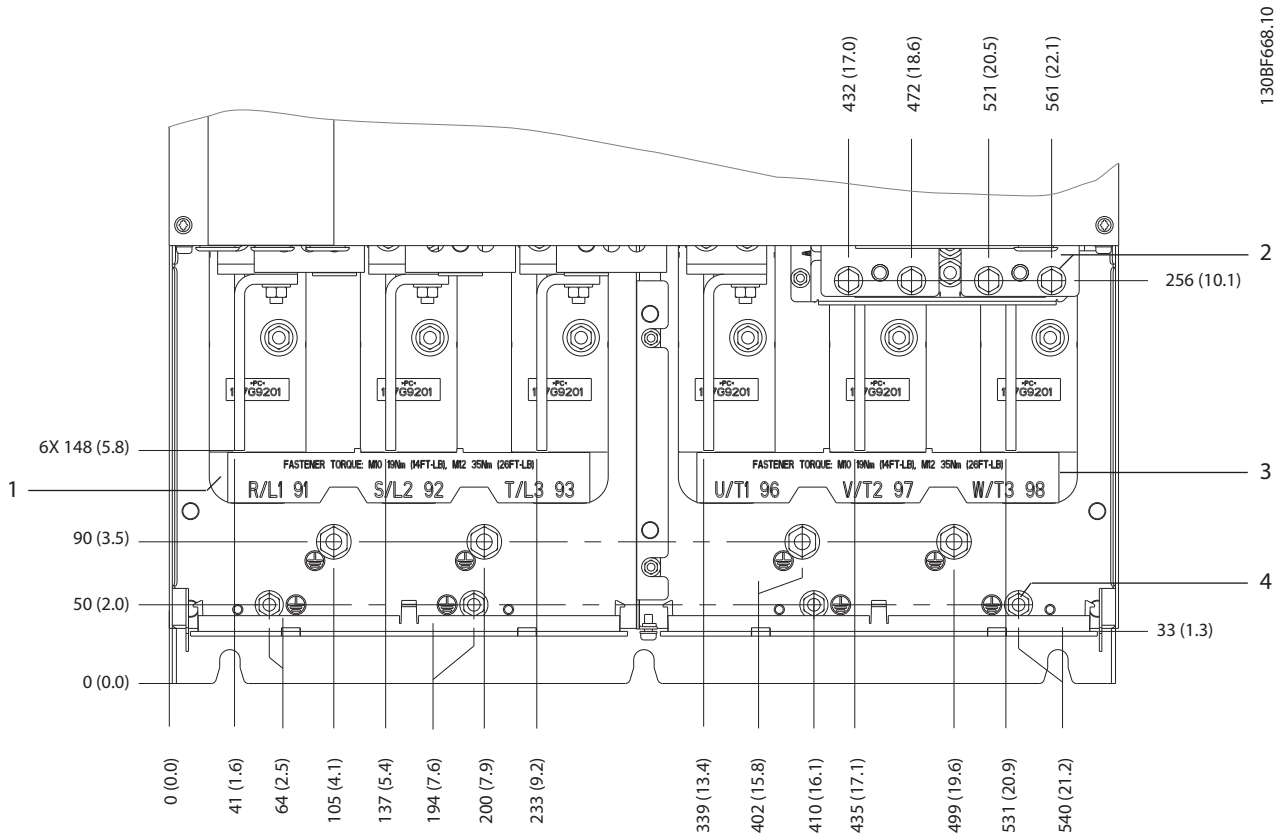 130BF668.10
432 (17.0)
472 (18.6)
521 (20.5)
561 (22.1)
2
256 (10.1)
•PC•
•PC•
•PC•
•PC•
•PC•
•PC•
6X 148 (5.8)
FASTENER TORQUE: M10 19Nm (14FT-LB), M12 35Nm (26FT-LB)
FASTENER TORQUE: M10 19Nm (14FT-LB), M12 35Nm (26FT-LB)
3
1
R/L1 91 S/L2 92 T/L3 93
U/T1 96 V/T2 97 W/T3 98
90 (3.5)
4
50 (2.0)
33 (1.3)
0 (0.0)
0 (0.0)
41 (1.6)
64 (2.5)
105 (4.1)
137 (5.4)
194 (7.6)
200 (7.9)
233 (9.2)
339 (13.4)
402 (15.8)
410 (16.1)
435 (17.1)
499 (19.6)
531 (20.9)
540 (21.2)